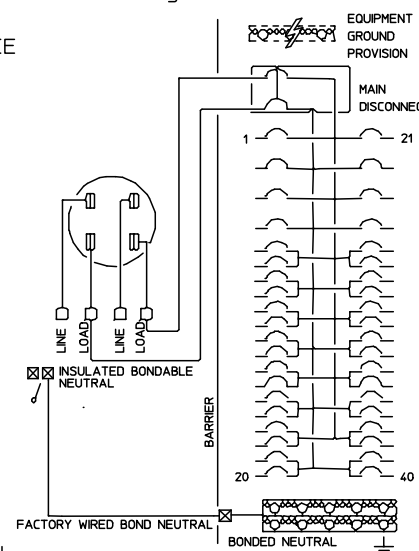 EQUIPMENT
GROUND
PROVISION
MAIN
DISCONNEC
1
21
LINE
LOAD
LINE
LOAD
INSULATED BONDABLE
NEUTRAL
BARRIER
20
40
FACTORY WIRED BOND NEUTRAL
BONDED NEUTRAL